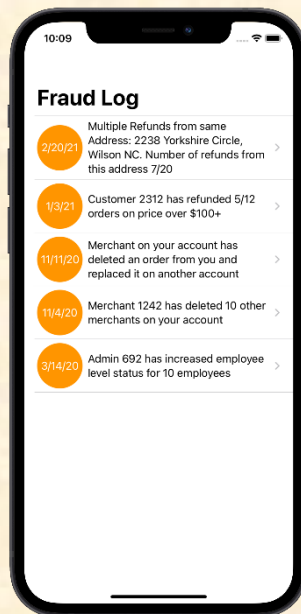 10:09
Fraud Log
2/20/21
Multiple Refunds from same
Address: 2238 Yorkshire Circle,
Wilson NC. Number of refunds from
this address 7/20
1/3/21
Customer 2312 has refunded 5/12
orders on price over $100+
11/11/20
Merchant on your account has
deleted an order from you and
replaced it on another account
11/4/20
Merchant 1242 has deleted 10 other
merchants on your account
3/14/20
Admin 692 has increased employee
level status for 10 employees